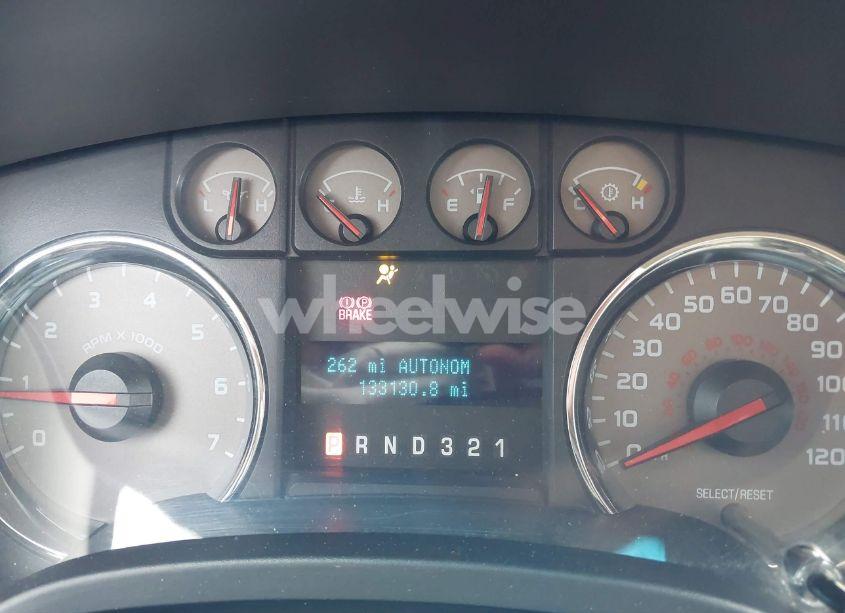 L H
C H
E F
C H
wheelwise
BRAKE
262 mi AUTONOM
133130.8 mi
P R N D 3 2 1
0 1 2 3 4 5 6 7
RPM X 1000
0 10 20 30 40 50 60 70 80 90 100 110 120
SELECT/RESET